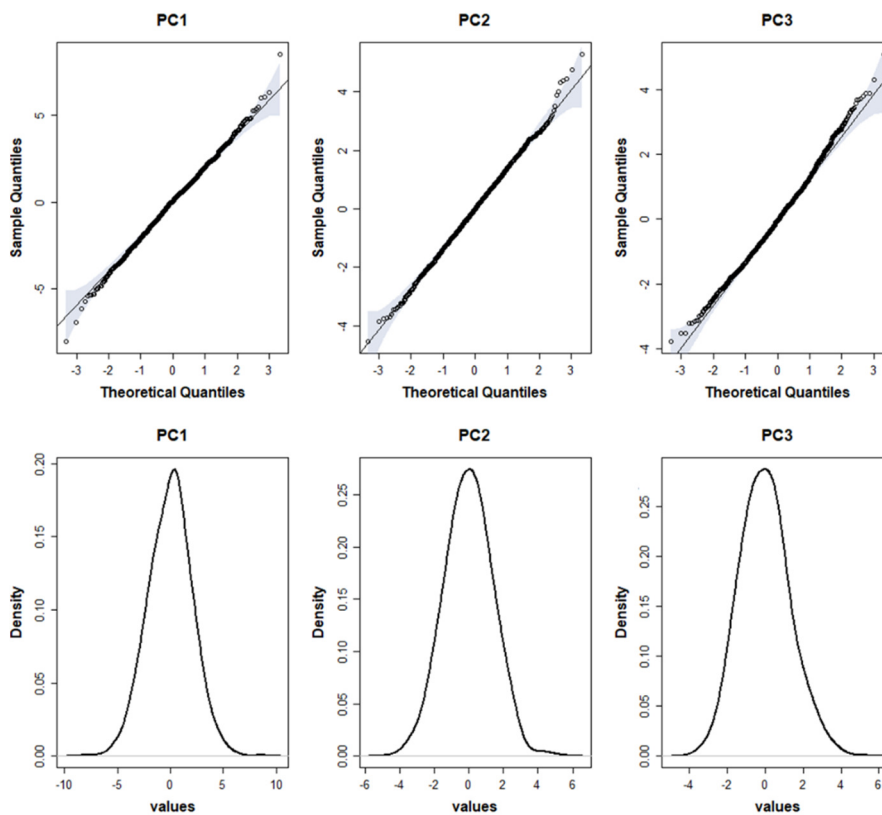 PC1
PC2
PC3
Sample Quantiles
5
0
-5
-3 -2 -1 0 1 2 3
Theoretical Quantiles
Sample Quantiles
4
2
0
-2
-4
-3 -2 -1 0 1 2 3
Theoretical Quantiles
Sample Quantiles
4
2
0
-2
-4
-3 -2 -1 0 1 2 3
Theoretical Quantiles
PC1
PC2
PC3
Density
0.20
0.15
0.10
0.05
0.00
-10 -5 0 5 10
values
Density
0.25
0.20
0.15
0.10
0.05
0.00
-6 -4 -2 0 2 4 6
values
Density
0.25
0.20
0.15
0.10
0.05
0.00
-4 -2 0 2 4 6
values